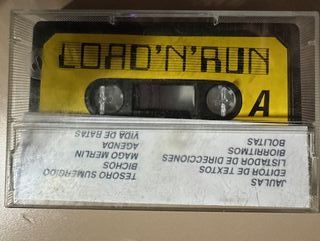 LOAD'N'RUN
A
JAULAS
EDITOR DE TEXTOS
LISTADOR DE DIRECCIONES
BIORRITMOS
BOLITAS
TESORO SUMERGIDO
BICHOS
MAGO MERLIN
AGENDA
VIDA DE BATAS